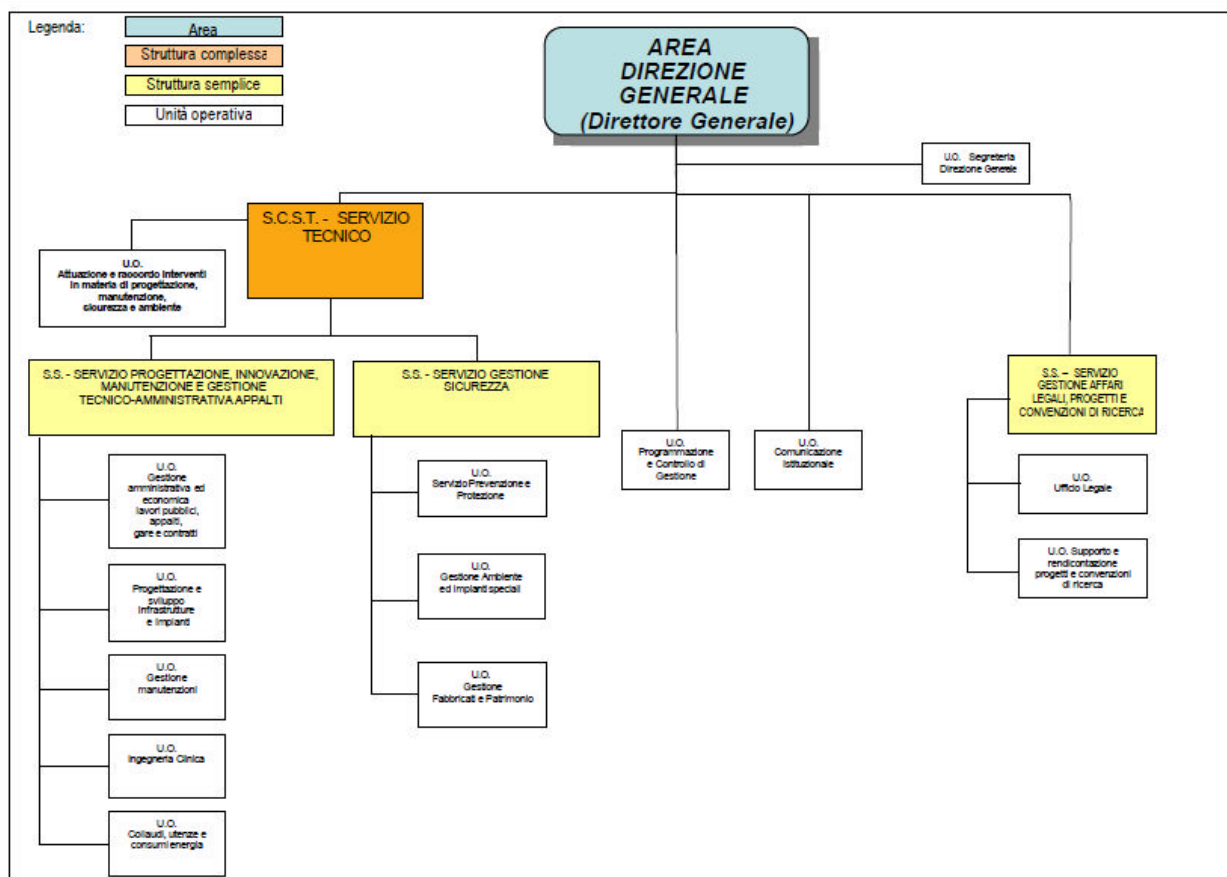 Legenda:
Area
Struttura complessa
Struttura semplice
Unità operativa
AREA
DIREZIONE
GENERALE
(Direttore Generale)
U.O. Segreteria
Direzione Generale
S.C.S.T. - SERVIZIO
TECNICO
U.O.
Attuazione e raccordo interventi
in materia di progettazione,
manutenzione,
sicurezza e ambiente
S.S. - SERVIZIO PROGETTAZIONE, INNOVAZIONE,
MANUTENZIONE E GESTIONE
TECNICO-AMMINISTRATIVA APPALTI
S.S. - SERVIZIO GESTIONE
SICUREZZA
S.S. – SERVIZIO
GESTIONE AFFARI
LEGALI, PROGETTI E
CONVENZIONI DI RICERCA
U.O.
Gestione
amministrativa ed
economica
lavori pubblici,
appalti,
gare e contratti
U.O.
Progettazione e
sviluppo
infrastrutture
e impianti
U.O.
Gestione
manutenzioni
U.O.
Ingegneria Clinica
U.O.
Collaudi, utenze e
consumi energia
U.O.
Servizio Prevenzione e
Protezione
U.O.
Gestione Ambiente
ed impianti speciali
U.O.
Gestione
Fabbricati e Patrimonio
U.O.
Programmazione
e Controllo di
Gestione
U.O.
Comunicazione
Istituzionale
U.O.
Ufficio Legale
U.O. Supporto e
rendicontazione
progetti e convenzioni
di ricerca